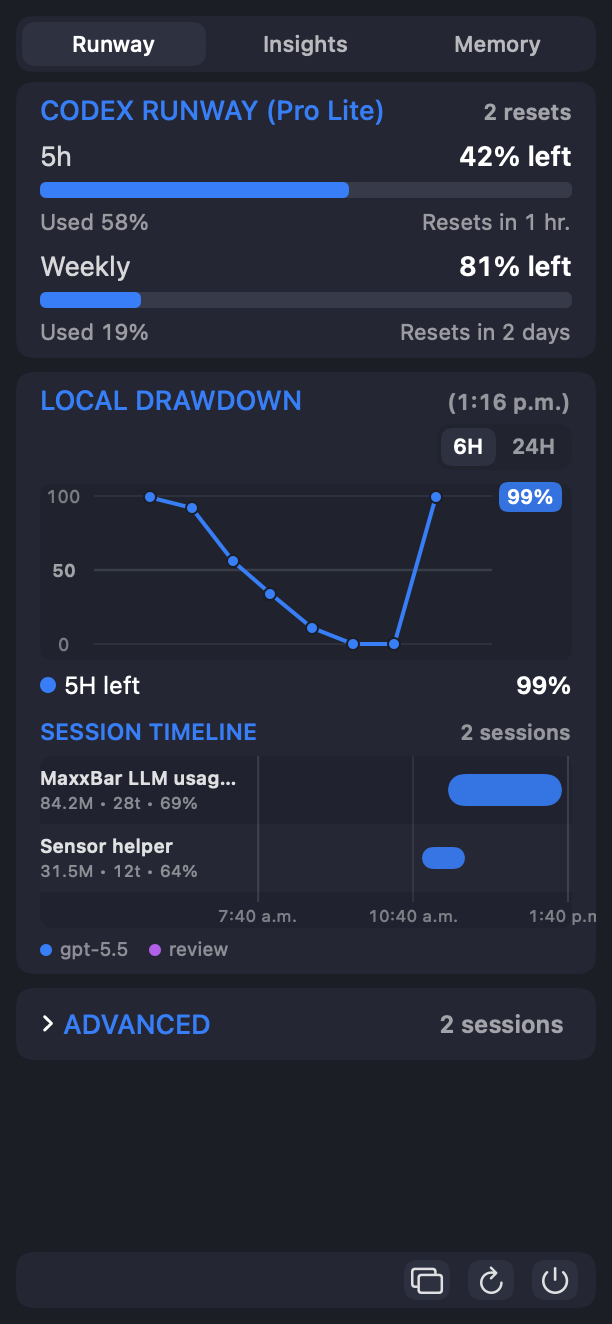 Runway Insights Memory
CODEX RUNWAY (Pro Lite) 2 resets
5h 42% left
Used 58% Resets in 1 hr.
Weekly 81% left
Used 19% Resets in 2 days
LOCAL DRAWDOWN (1:16 p.m.)
6H 24H
100 99%
50
0
5H left 99%
SESSION TIMELINE 2 sessions
MaxxBar LLM usag...
84.2M • 28t • 69%
Sensor helper
31.5M • 12t • 64%
7:40 a.m. 10:40 a.m. 1:40 p.n
gpt-5.5 review
ADVANCED 2 sessions